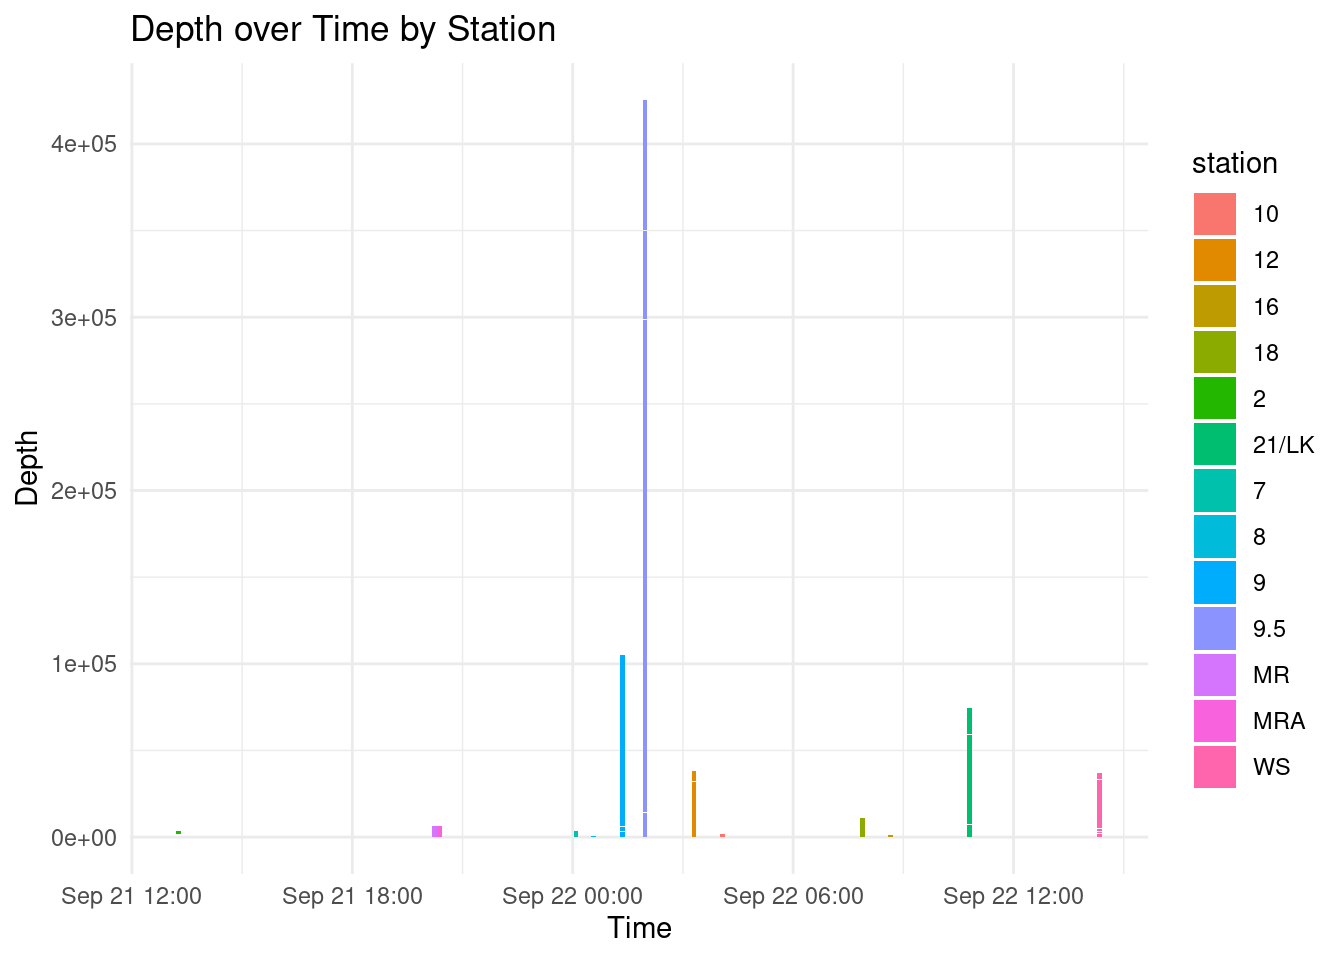 Depth over Time by Station
4e+05
3e+05
2e+05
1e+05
0e+00
Depth
Sep 21 12:00
Sep 21 18:00
Sep 22 00:00
Sep 22 06:00
Sep 22 12:00
Time
station
10
12
16
18
2
21/LK
7
8
9
9.5
MR
MRA
WS